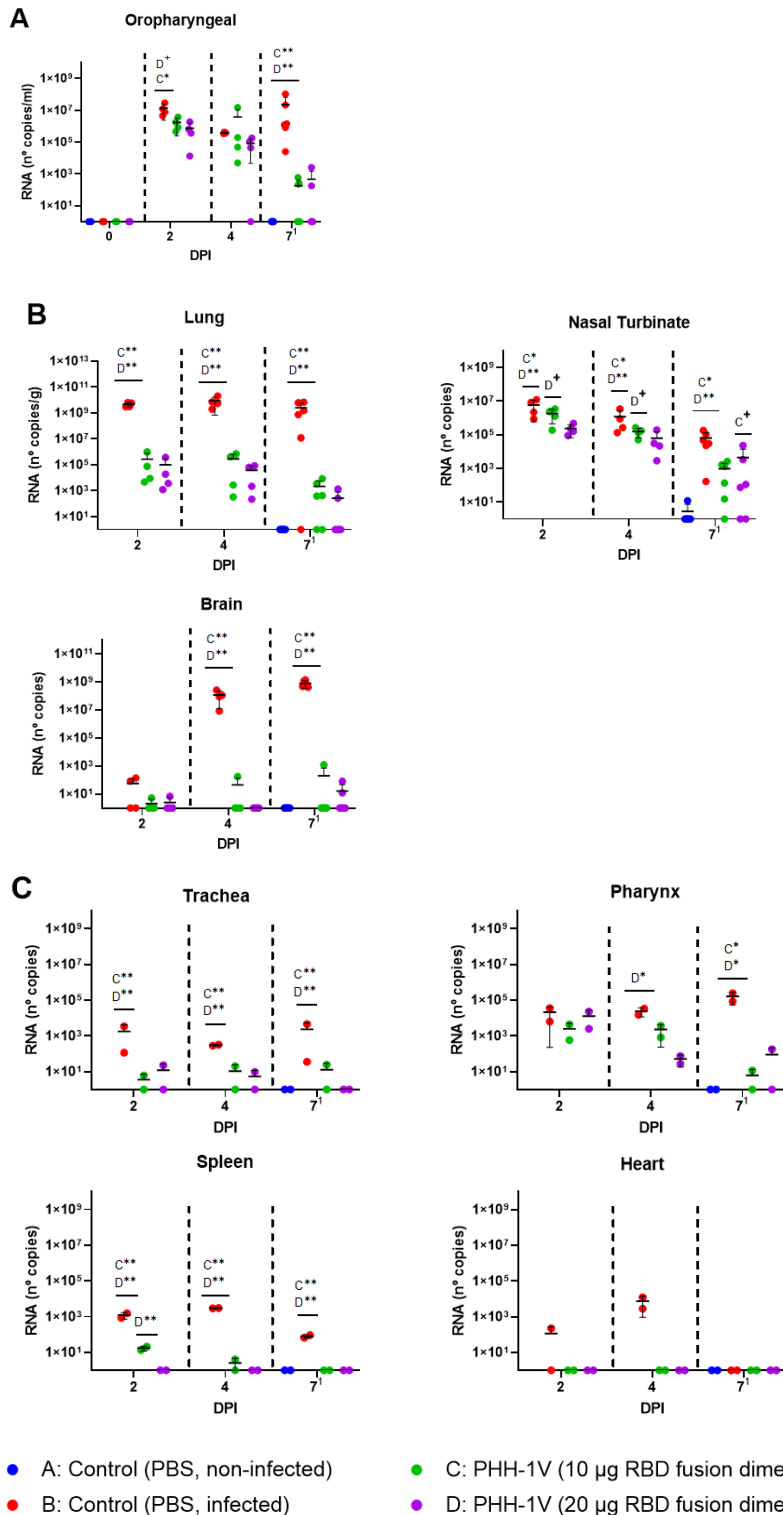 A
Oropharyngeal
D+
C*
C**
D**
1×10⁹
1×10⁷
1×10⁵
1×10³
1×10¹
RNA (nº copies/ml)
0 2 4 7¹
DPI
B
Lung
C** C** C**
D** D** D**
1×10¹³
1×10¹¹
1×10⁹
1×10⁷
1×10⁵
1×10³
1×10¹
RNA (nº copies/g)
2 4 7¹
DPI
Nasal Turbinate
C* C* C*
D** D+ D** D+ D** C+
1×10⁹
1×10⁷
1×10⁵
1×10³
1×10¹
RNA (nº copies/g)
2 4 7¹
DPI
Brain
C** C**
D** D**
1×10¹¹
1×10⁹
1×10⁷
1×10⁵
1×10³
1×10¹
RNA (nº copies)
2 4 7¹
DPI
C
Trachea
C** C** C**
D** D** D**
1×10⁹
1×10⁷
1×10⁵
1×10³
1×10¹
RNA (nº copies)
2 4 7¹
DPI
Pharynx
D* C*
D*
1×10⁹
1×10⁷
1×10⁵
1×10³
1×10¹
RNA (nº copies)
2 4 7¹
DPI
Spleen
C** C** C**
D** D** D** D**
1×10⁹
1×10⁷
1×10⁵
1×10³
1×10¹
RNA (nº copies)
2 4 7¹
DPI
Heart
1×10⁹
1×10⁷
1×10⁵
1×10³
1×10¹
RNA (nº copies)
2 4 7¹
DPI
A: Control (PBS, non-infected)
B: Control (PBS, infected)
C: PHH-1V (10 µg RBD fusion dime
D: PHH-1V (20 µg RBD fusion dime